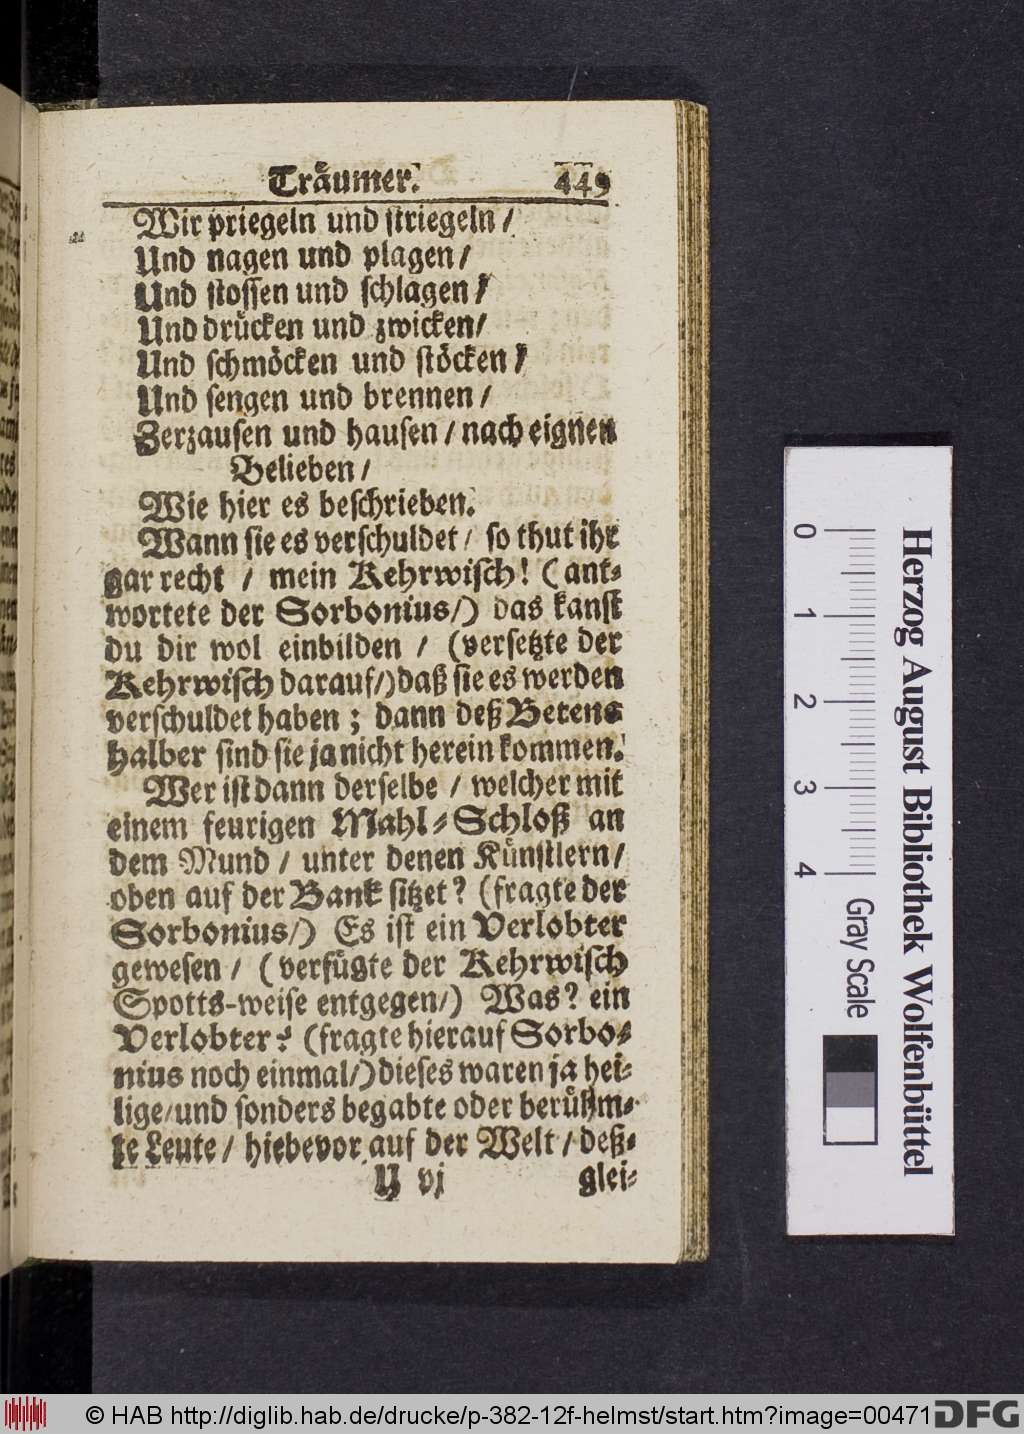 Träumer. 449
Wir priegeln und striegeln /
Und nagen und plagen /
Und stossen und schlagen /
Und drücken und zwicken /
Und schmöcken und stöcken /
Und sengen und brennen /
Zerzausen und hausen / nach eignen
Belieben /
Wie hier es beschrieben.
Wann sie es verschuldet / so thut ihr
gar recht / mein Kehrwisch! (ant-
wortete der Sorbonius /) das kanst
du dir wol einbilden / (versetzte der
Kehrwisch darauf /) daß sie es werden
verschuldet haben; dann deß Betens
halber sind sie ja nicht herein kommen.
Wer ist dann derselbe / welcher mit
einem feurigen Mahl-Schloß an
dem Mund / unter denen Künstlern /
oben auf der Bank sitzet? (fragte der
Sorbonius /) Es ist ein Verlobter
gewesen / (verfügte der Kehrwisch
Spotts-weise entgegen /) Was? ein
Verlobter? (fragte hierauf Sorbo-
nius noch einmal /) dieses waren ja hei-
lige / und sonders begabte oder berühm-
te Leute / hiebevor auf der Welt / deß-
Y vj glei-
Herzog August Bibliothek Wolfenbüttel
0 1 2 3 4 Gray Scale
© HAB http://diglib.hab.de/drucke/p-382-12f-helmst/start.htm?image=00471
DFG